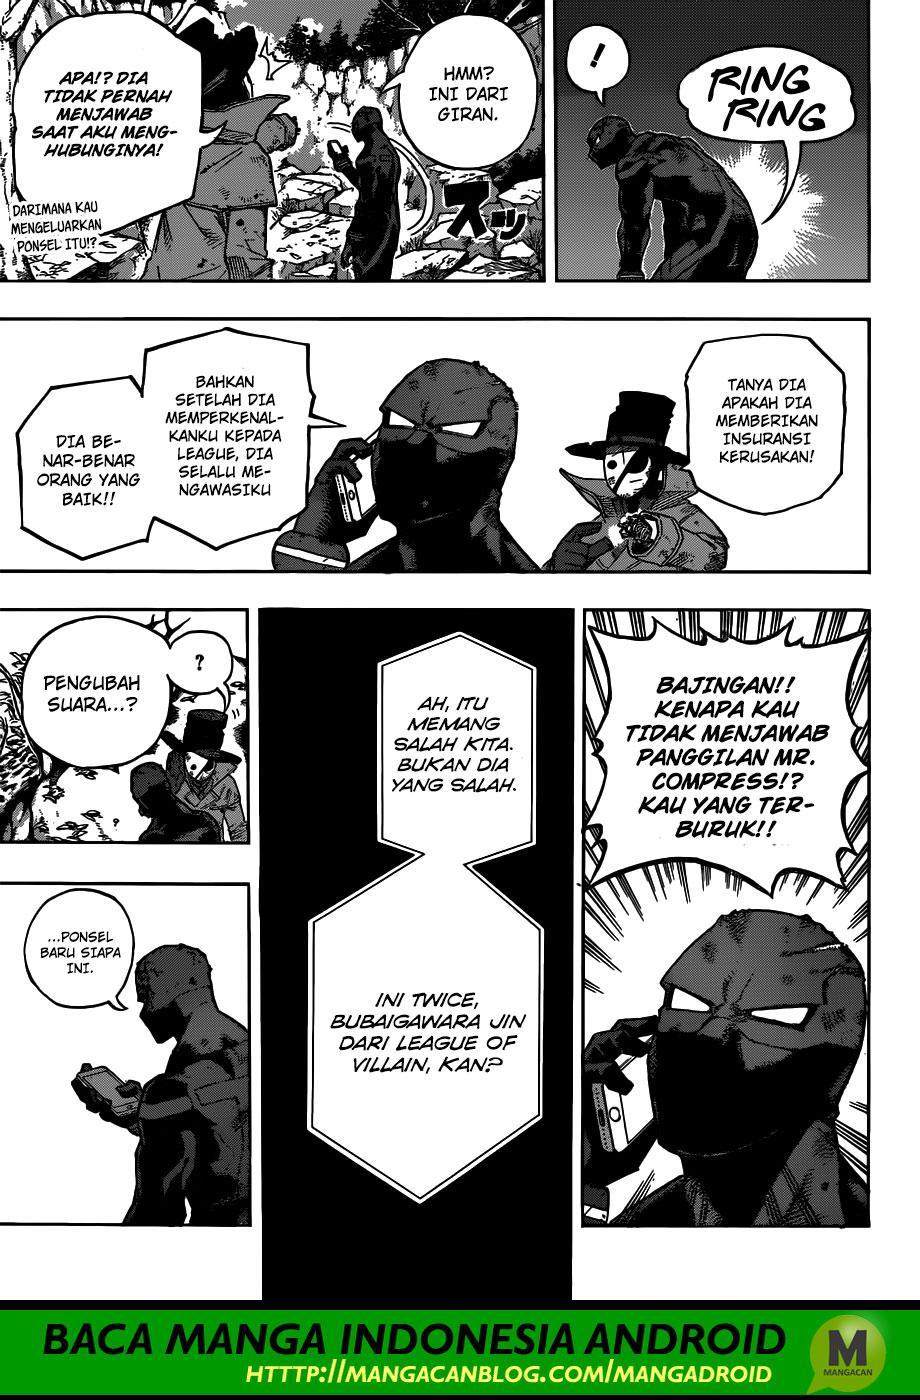 !
RING
RING
HMM?
INI DARI
GIRAN.
スッ
APA!? DIA
TIDAK PERNAH
MENJAWAB
SAAT AKU MENG-
HUBUNGINYA!
DARIMANA KAU
MENGELUARKAN
PONSEL ITU!?
TANYA DIA
APAKAH DIA
MEMBERIKAN
INSURANSI
KERUSAKAN!
BAHKAN
SETELAH DIA
MEMPERKENAL-
KANKU KEPADA
LEAGUE, DIA
SELALU ME-
NGAWASIKU
DIA BE-
NAR-BENAR
ORANG YANG
BAIK!!
BAJINGAN!!
KENAPA KAU
TIDAK MENJAWAB
PANGGILAN MR.
COMPRESS!?
KAU YANG TER-
BURUK!!
AH, ITU
MEMANG
SALAH KITA.
BUKAN DIA
YANG SALAH.
INI TWICE,
BUBAIGAWARA JIN
DARI LEAGUE OF
VILLAIN, KAN?
?
PENGUBAH
SUARA...?
?
...PONSEL
BARU SIAPA
INI.
BACA MANGA INDONESIA ANDROID
HTTTP://MANGACANBLOG.COM/MANGADROID
M
MANGACAN